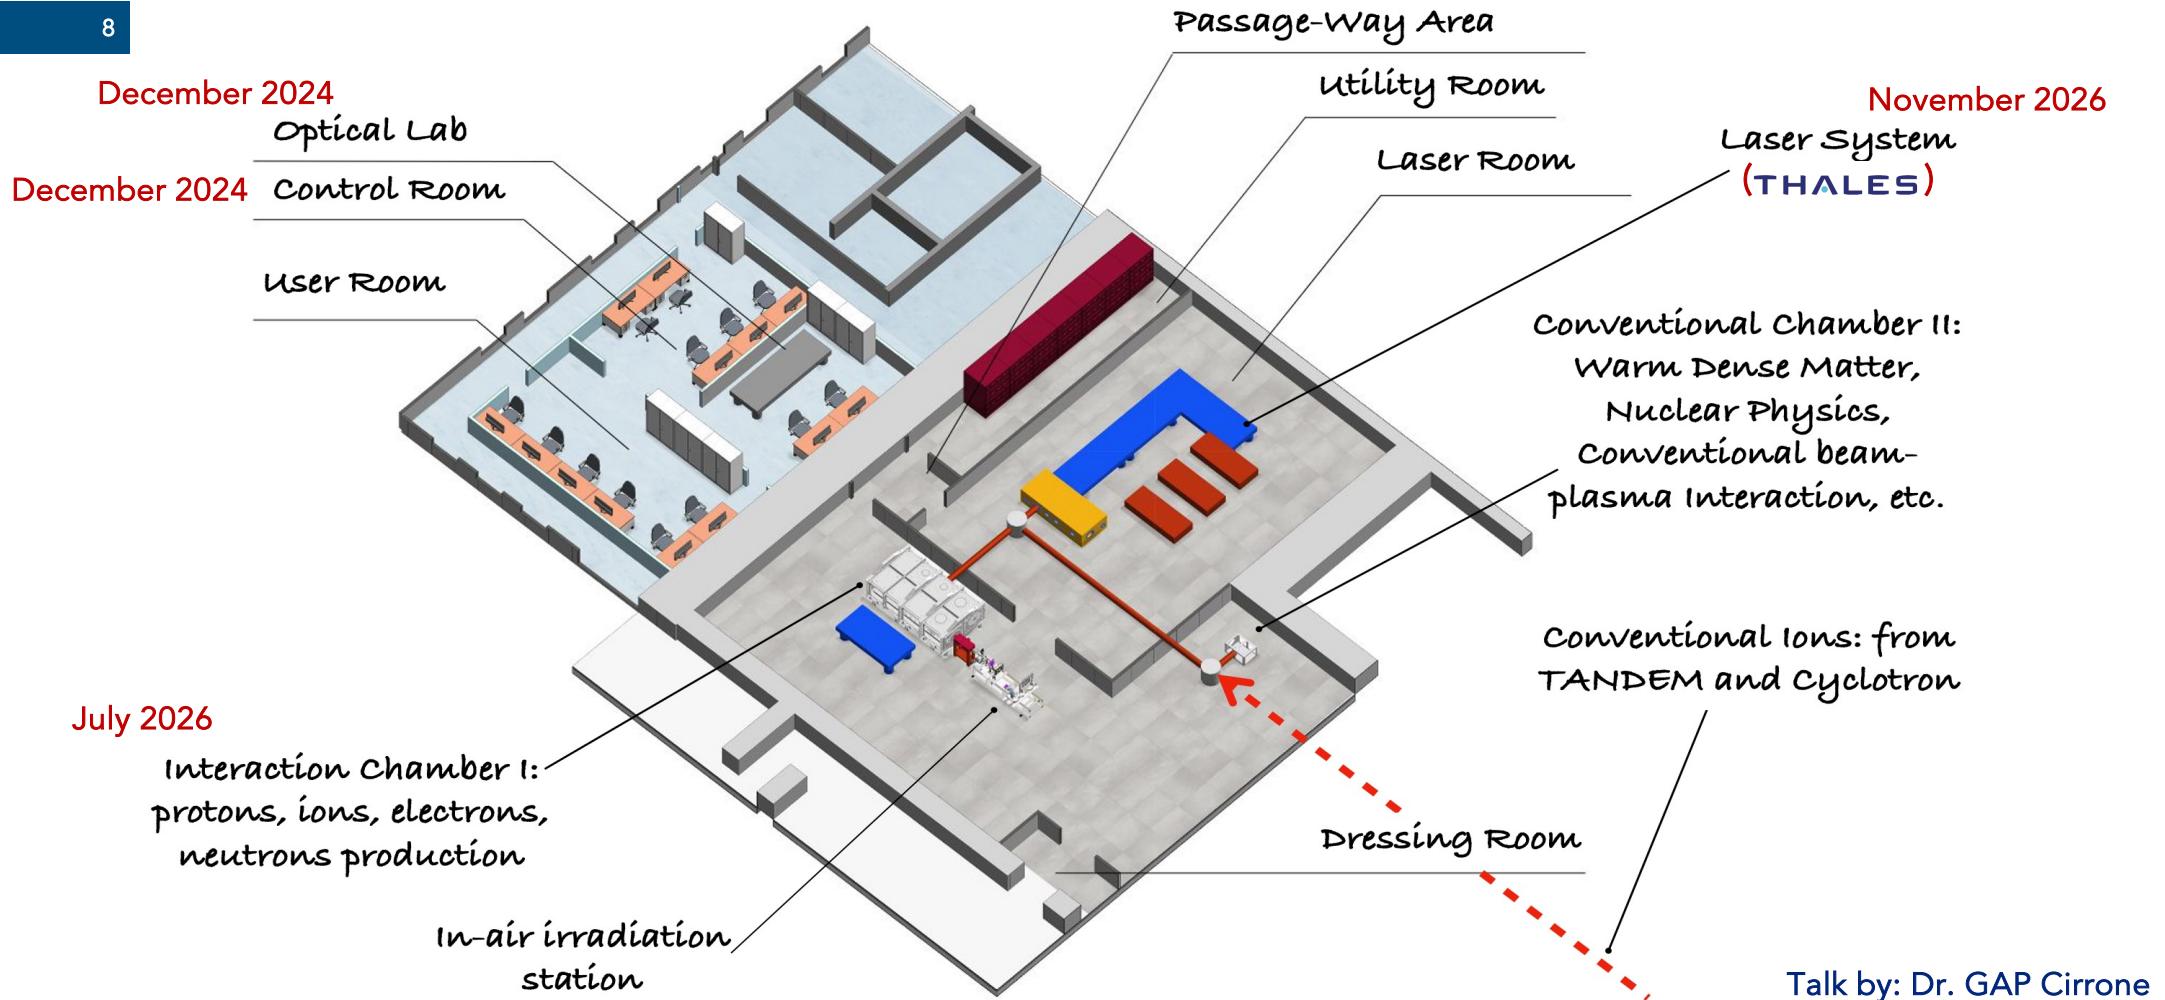 8
December 2024
Optical Lab
December 2024 Control Room
User Room
Passage-Way Area
Utility Room
Laser Room
November 2026
Laser System
(THALES)
Conventional Chamber II:
Warm Dense Matter,
Nuclear Physics,
Conventional beam-
plasma Interaction, etc.
Conventional Ions: from
TANDEM and Cyclotron
July 2026
Interaction Chamber I:
protons, ions, electrons,
neutrons production
Dressing Room
In-air irradiation
station
Talk by: Dr. GAP Cirrone